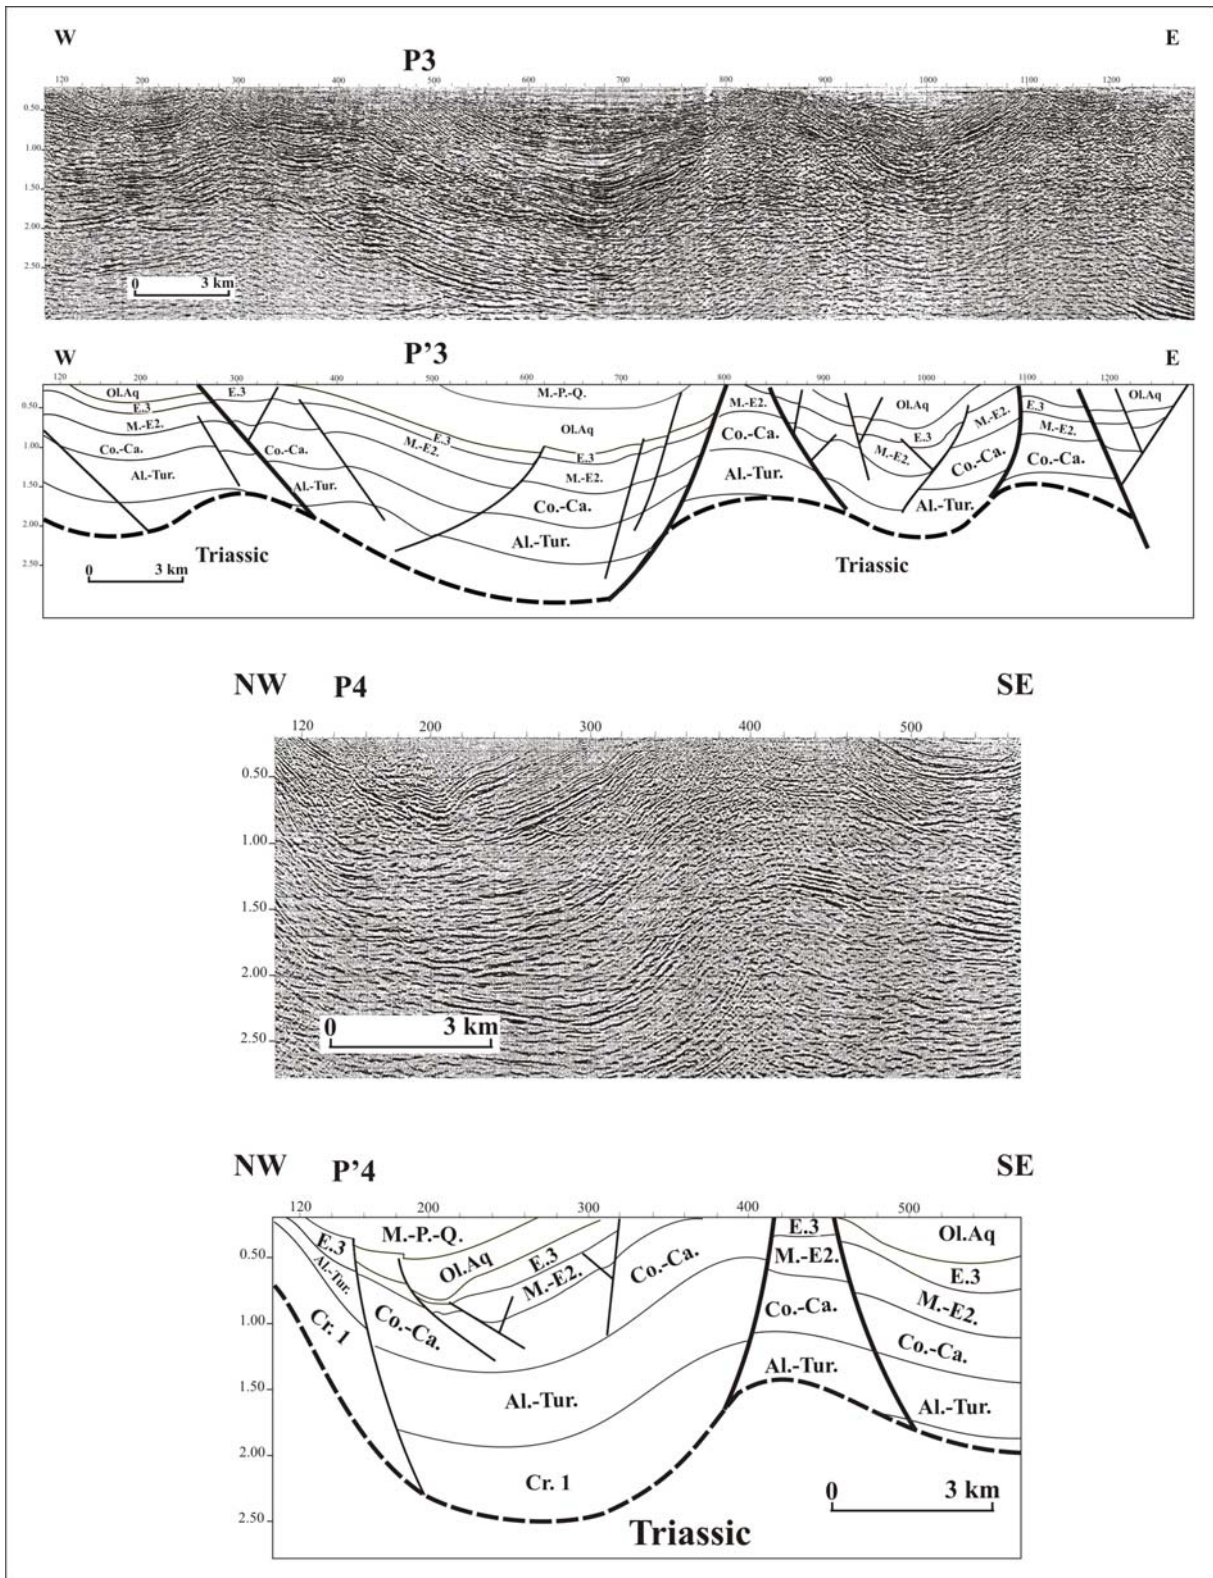 W E
P3
120 200 300 400 500 600 700 800 900 1000 1100 1200
0.50
1.00
1.50
2.00
2.50
0 3 km
W P'3 E
120 200 300 400 500 600 700 800 900 1000 1100 1200
Ol.Aq E.3 M.-P.-Q. M.-E2. Ol.Aq E.3 Ol.Aq
0.50 E.3 M.-E2. M.-E2.
M.-E2. E.3 Ol.Aq Co.-Ca. E.3
1.00 Co.-Ca. Co.-Ca. M.-E2. E.3 M.-E2. Co.-Ca. Co.-Ca.
Al.-Tur. M.-E2. Al.-Tur.
1.50 Al.-Tur. Co.-Ca. Al.-Tur.
2.00 Al.-Tur.
Triassic Triassic
2.50
0 3 km
NW P4 SE
120 200 300 400 500
0.50
1.00
1.50
2.00
2.50
0 3 km
NW P'4 SE
120 200 300 400 500
E.3 M.-P.-Q. E.3 Ol.Aq
0.50 Ol.Aq E.3 Co.-Ca. M.-E2. E.3
Al.-Tur. M.-E2. M.-E2.
1.00 Cr. 1 Co.-Ca. Co.-Ca. Co.-Ca.
1.50 Al.-Tur. Al.-Tur. Al.-Tur.
2.00 Cr. 1
0 3 km
2.50 Triassic